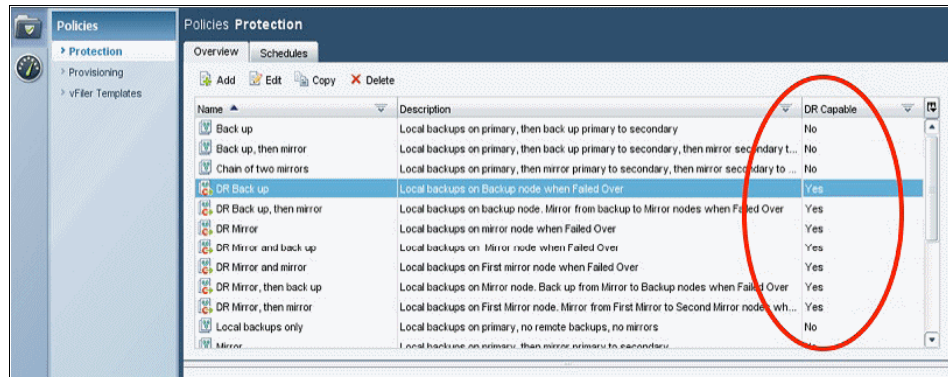 Policies
Policies Protection
Protection
Provisioning
vFiler Templates
Overview Schedules
Add Edit Copy Delete
Name Description DR Capable
Back up Local backups on primary, then back up primary to secondary No
Back up, then mirror Local backups on primary, then back up primary to secondary, then mirror secondary t... No
Chain of two mirrors Local backups on primary, then mirror primary to secondary, then mirror secondary to ... No
DR Back up Local backups on Backup node when Failed Over Yes
DR Back up, then mirror Local backups on backup node. Mirror from backup to Mirror nodes when Failed Over Yes
DR Mirror Local backups on mirror node when Failed Over Yes
DR Mirror and back up Local backups on Mirror node when Failed Over Yes
DR Mirror and mirror Local backups on First mirror node when Failed Over Yes
DR Mirror, then back up Local backups on Mirror node. Back up from Mirror to Backup nodes when Failed Over Yes
DR Mirror, then mirror Local backups on First Mirror node. Mirror from First Mirror to Second Mirror nodes wh... Yes
Local backups only Local backups on primary, no remote backups, no mirrors No
Mirror Local backups on primary, then mirror primary to secondary